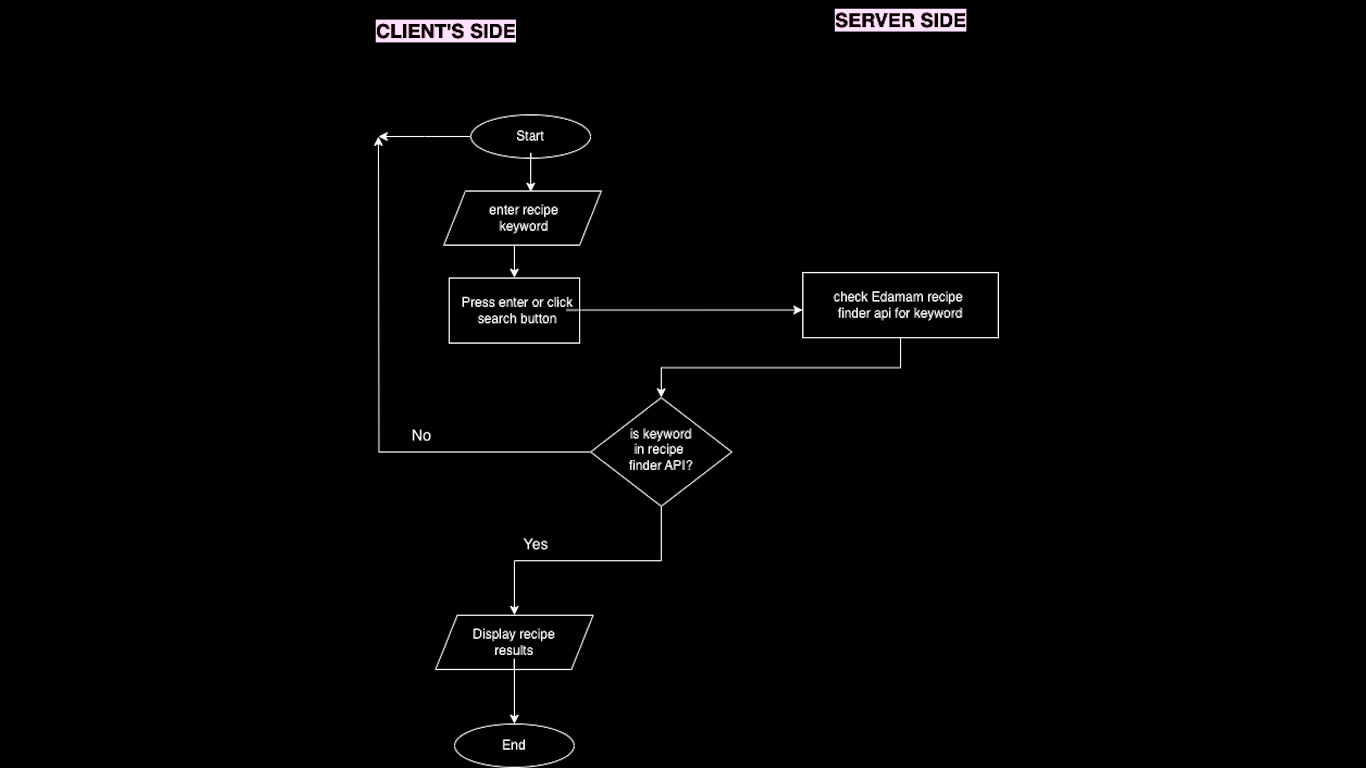 CLIENT'S SIDE
SERVER SIDE
Start
enter recipe
keyword
Press enter or click
search button
check Edamam recipe
finder api for keyword
is keyword
in recipe
finder API?
No
Yes
Display recipe
results
End